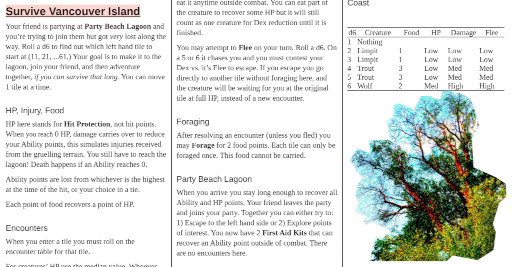 Survive Vancouver Island
Your friend is partying at Party Beach Lagoon and
you're trying to join them but got very lost along the
way. Roll a d6 to find out which left hand tile to
start at (11, 21, ...61.) Your goal is to make it to the
lagoon, join your friend, and then adventure
together, if you can survive that long. You can move
1 tile at a time.
HP, Injury, Food
HP here stands for Hit Protection, not hit points.
When you reach 0 HP, damage carries over to reduce
your Ability points, this simulates injuries received
from the gruelling terrain. You still have to reach the
lagoon! Death happens if an Ability reaches 0.
Ability points are lost from whichever is the highest
at the time of the hit, or your choice in a tie.
Each point of food recovers a point of HP.
Encounters
When you enter a tile you must roll on the
encounter table for that tile.
For creatures' HP use the median value. Whoever
eat it anytime outside combat. You can eat part of
the creature to recover some HP but it will still
count as one creature for Dex reduction until it is
finished.
You may attempt to Flee on your turn. Roll a d6. On
a 5 or 6 it chases you and you must contest your
Dex vs, it's Flee to escape. If escape you go
directly to another tile without foraging here, and
the creature will be waiting for you at the original
tile at full HP, instead of a new encounter.
Foraging
After resolving an encounter (unless you fled) you
may Forage for 2 food points. Each tile can only be
foraged once. This food cannot be carried.
Party Beach Lagoon
When you arrive you stay long enough to recover all
Ability and HP points. Your friend leaves the party
and joins your party. Together you can either try to:
1) Escape to the left hand side or 2) Explore points
of interest. You now have 2 First Aid Kits that can
recover an Ability point outside of combat. There
are no encounters here.
Coast
d6 Creature Food HP Damage Flee
1 Nothing
2 Limpit 1 Low Low Low
3 Limpit 1 Low Low Low
4 Trout 3 Low Med Med
5 Trout 3 Low Med Med
6 Wolf 2 Med High High